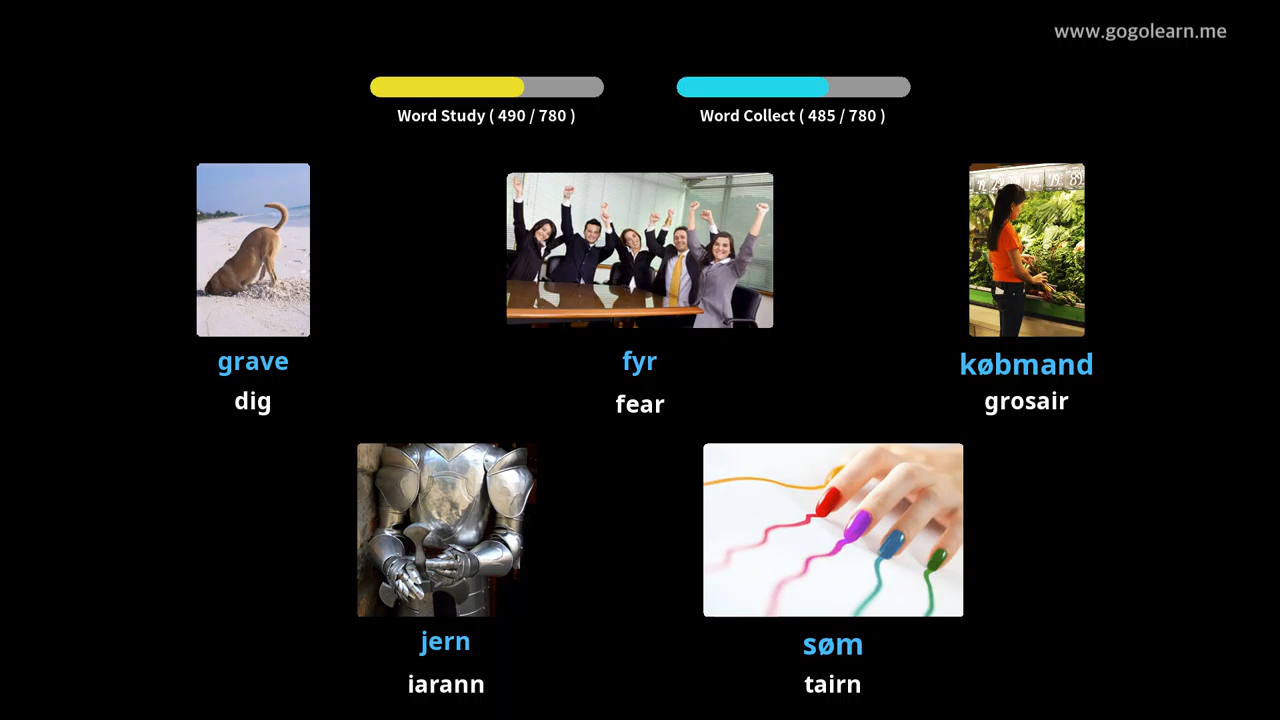 www.gogolearn.me
Word Study ( 490 / 780 )
Word Collect ( 485 / 780 )
grave
dig
fyr
fear
købmand
grosair
jern
iarann
søm
tairn